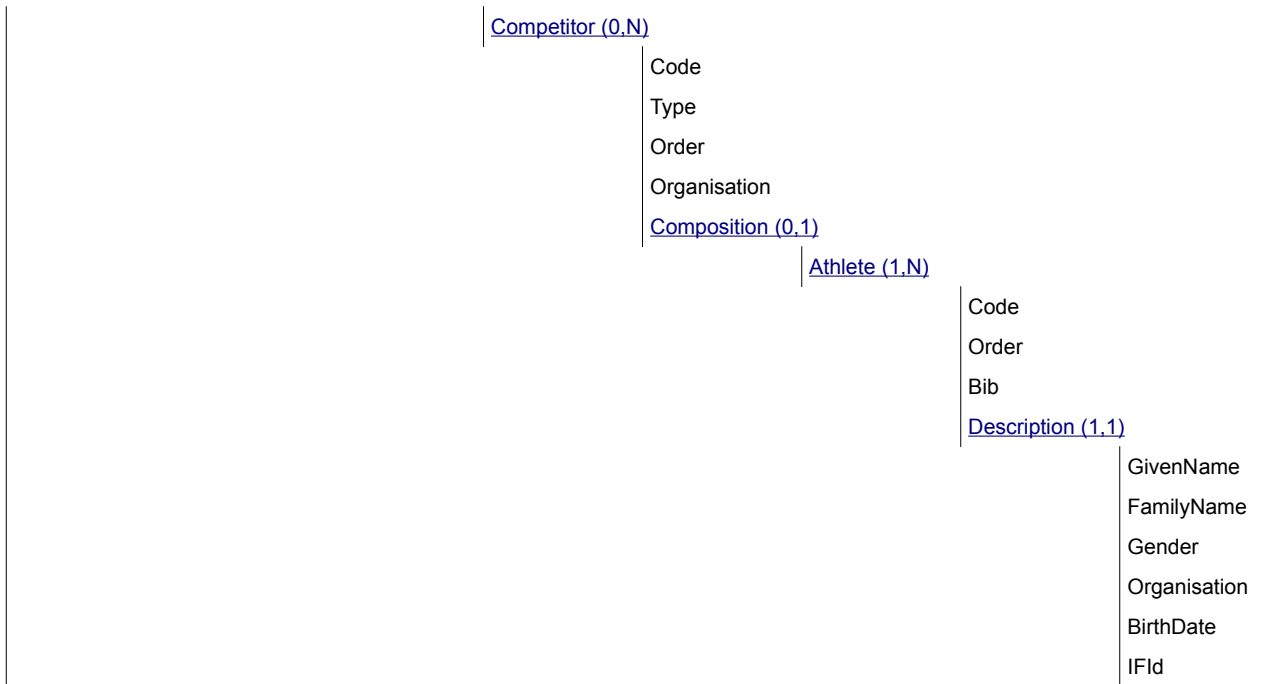 Competitor (0,N)
Code
Type
Order
Organisation
Composition (0,1)
Athlete (1,N)
Code
Order
Bib
Description (1,1)
GivenName
FamilyName
Gender
Organisation
BirthDate
IFId